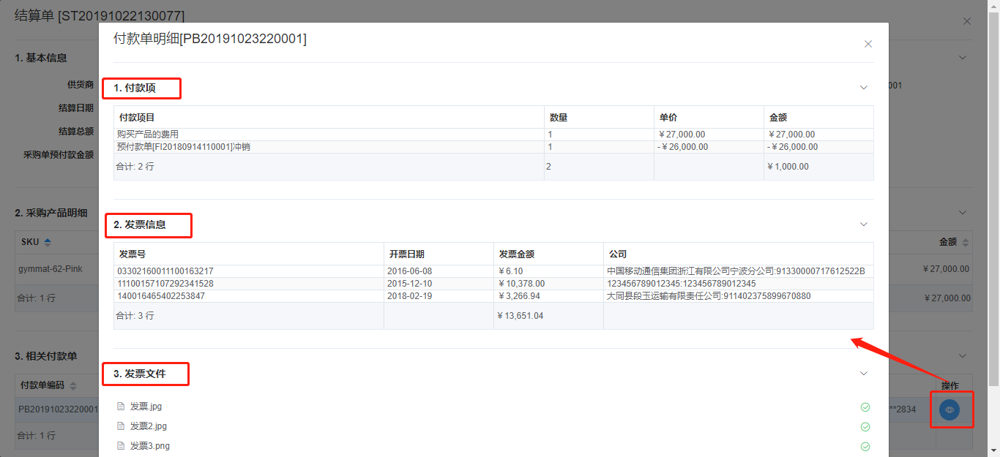 结算单 [ST20191022130077]
付款单明细[PB20191023220001]
1. 基本信息
供货商
001
结算日期
结算总额
采购单预付款金额
1. 付款项
付款项目 数量 单价 金额
购买产品的费用 1 ¥27,000.00 ¥27,000.00
预付款单[FI20180914110001]冲销 1 -¥26,000.00 -¥26,000.00
合计: 2 行 2 ¥1,000.00
2. 采购产品明细
SKU 金额
gymmat-62-Pink ¥27,000.00
合计: 1 行 ¥27,000.00
2. 发票信息
发票号 开票日期 发票金额 公司
03302160011100163217 2016-06-08 ¥6.10 中国移动通信集团浙江有限公司宁波分公司:91330000717612522B
11100157107292341528 2015-12-10 ¥10,378.00 123456789012345:123456789012345
140016465402253847 2018-02-19 ¥3,266.94 大同县段玉运输有限责任公司:911402375899670880
合计: 3 行 ¥13,651.04
3. 相关付款单
付款单编码 操作
PB20191023220001 **2834
合计: 1 行
3. 发票文件
发票.jpg
发票2.jpg
发票3.png